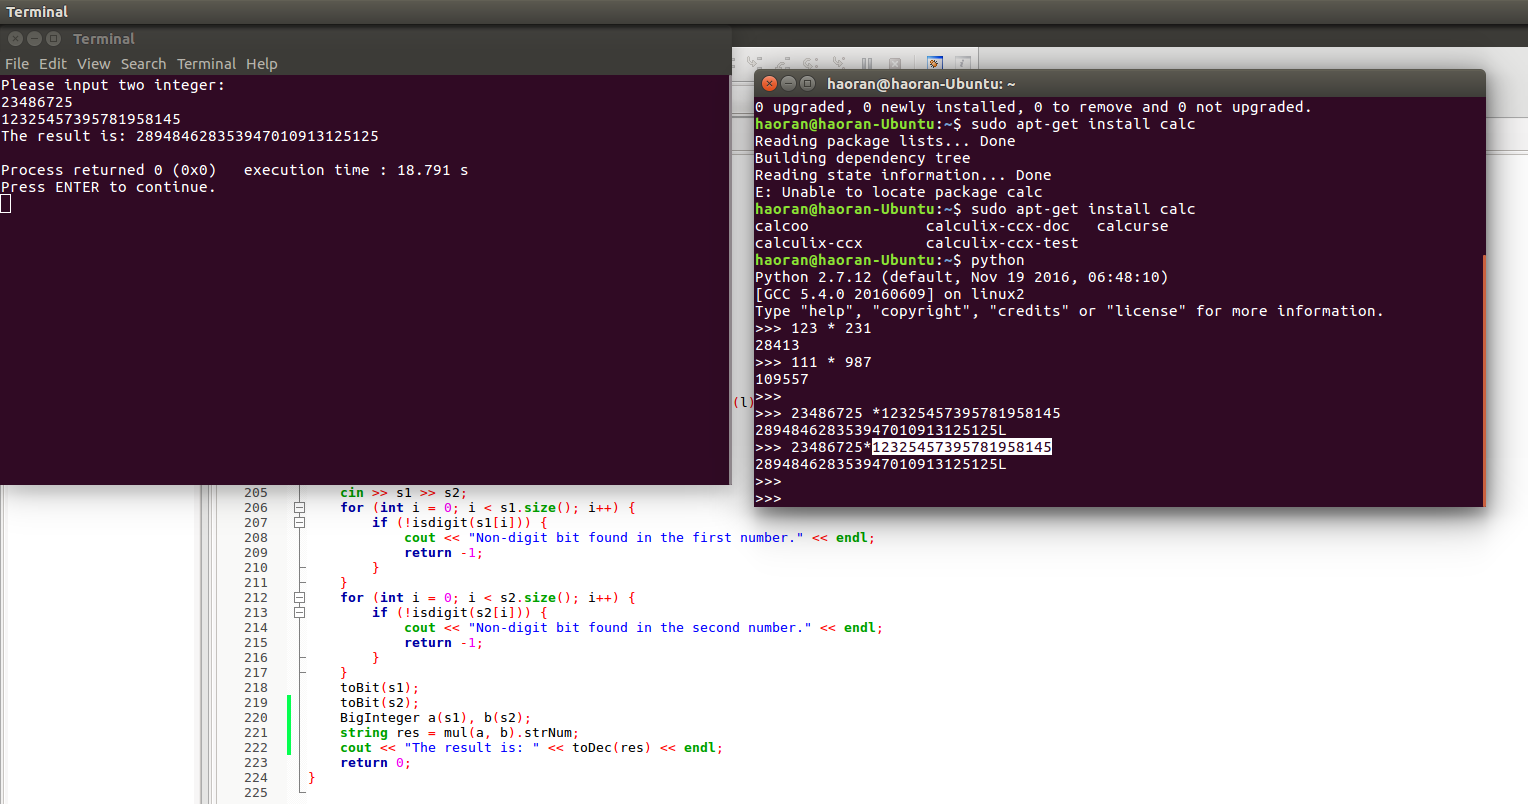 Terminal
Terminal
File Edit View Search Terminal Help
Please input two integer:
23486725
12325457395781958145
The result is: 289484628353947010913125125
Process returned 0 (0x0)   execution time : 18.791 s
Press ENTER to continue.
haoran@haoran-Ubuntu: ~
0 upgraded, 0 newly installed, 0 to remove and 0 not upgraded.
haoran@haoran-Ubuntu:~$ sudo apt-get install calc
Reading package lists... Done
Building dependency tree
Reading state information... Done
E: Unable to locate package calc
haoran@haoran-Ubuntu:~$ sudo apt-get install calc
calcoo             calculix-ccx-doc   calcurse
calculix-ccx       calculix-ccx-test
haoran@haoran-Ubuntu:~$ python
Python 2.7.12 (default, Nov 19 2016, 06:48:10)
[GCC 5.4.0 20160609] on linux2
Type "help", "copyright", "credits" or "license" for more information.
>>> 123 * 231
28413
>>> 111 * 987
109557
>>>
>>> 23486725 *12325457395781958145
289484628353947010913125125L
>>> 23486725*12325457395781958145
289484628353947010913125125L
>>>
>>>
(l)
205 cin >> s1 >> s2;
206 for (int i = 0; i < s1.size(); i++) {
207 if (!isdigit(s1[i])) {
208 cout << "Non-digit bit found in the first number." << endl;
209 return -1;
210 }
211 }
212 for (int i = 0; i < s2.size(); i++) {
213 if (!isdigit(s2[i])) {
214 cout << "Non-digit bit found in the second number." << endl;
215 return -1;
216 }
217 }
218 toBit(s1);
219 toBit(s2);
220 BigInteger a(s1), b(s2);
221 string res = mul(a, b).strNum;
222 cout << "The result is: " << toDec(res) << endl;
223 return 0;
224 }
225